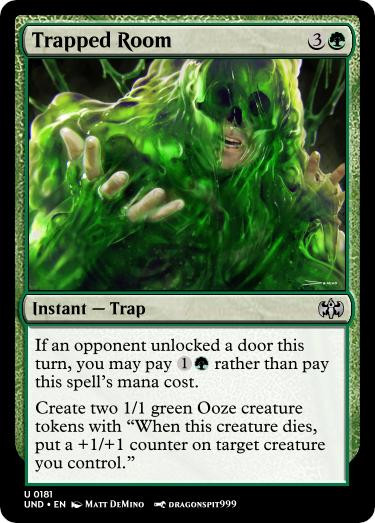 Trapped Room 3
Instant — Trap
If an opponent unlocked a door this
turn, you may pay 1 rather than pay
this spell's mana cost.
Create two 1/1 green Ooze creature
tokens with “When this creature dies,
put a +1/+1 counter on target creature
you control.”
U 0181
UND • EN MATT DEMINO DRAGONSPIT999